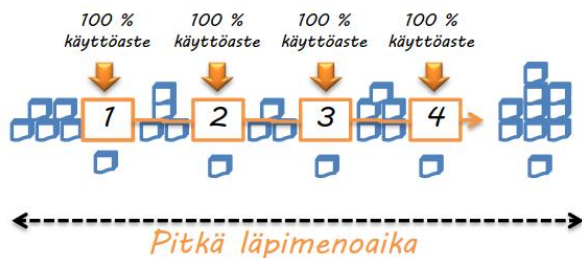 100 % 100 % 100 % 100 %
käyttöaste käyttöaste käyttöaste käyttöaste
1 2 3 4
Pitkä läpimenoaika